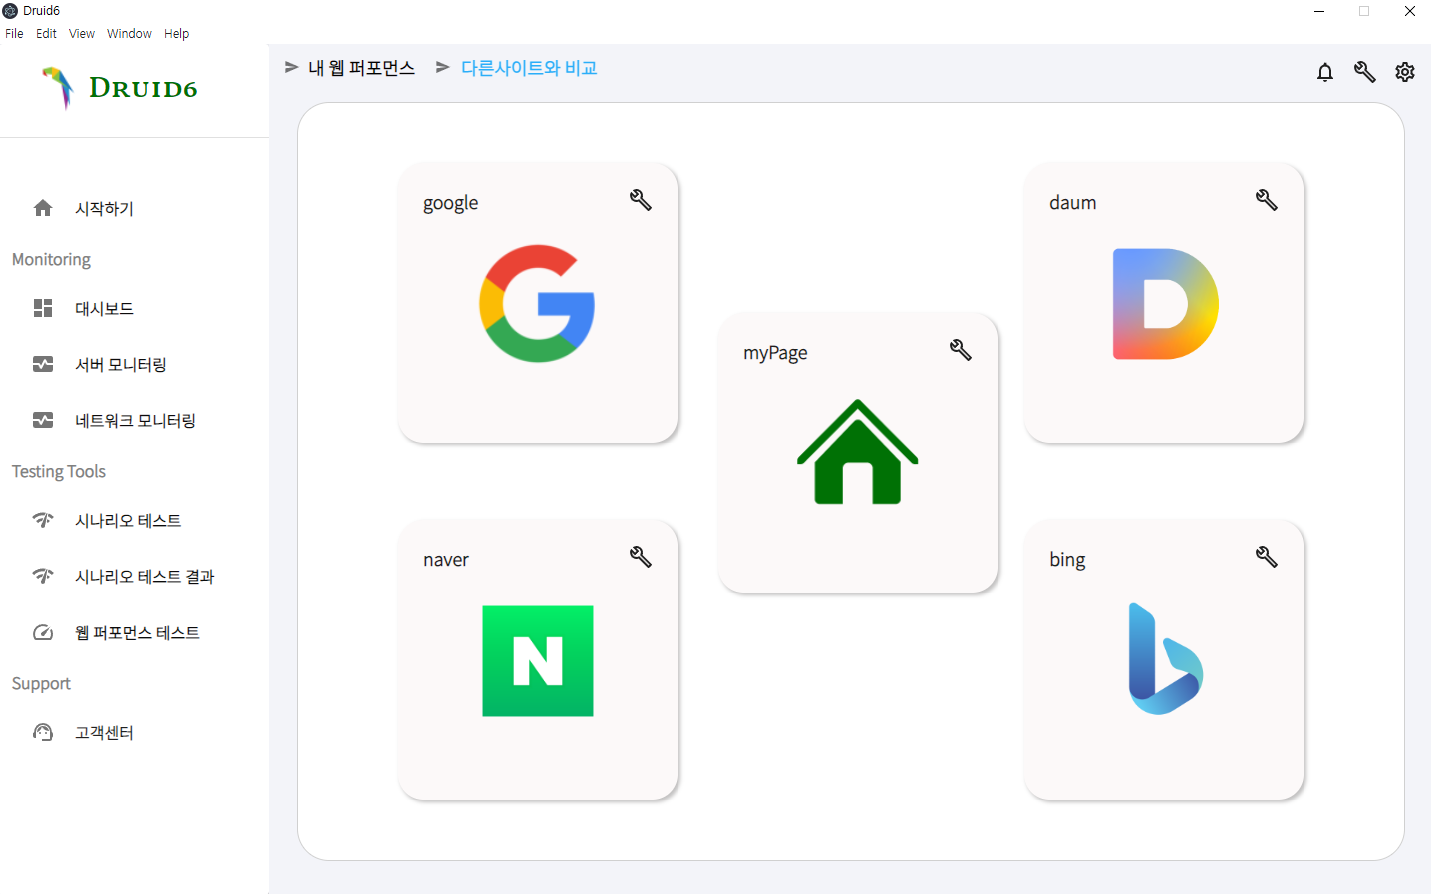 Druid6
File Edit View Window Help
DRUID6
시작하기
Monitoring
대시보드
서버 모니터링
네트워크 모니터링
Testing Tools
시나리오 테스트
시나리오 테스트 결과
웹 퍼포먼스 테스트
Support
고객센터
내 웹 퍼포먼스 다른사이트와 비교
google
daum
myPage
naver
N
bing